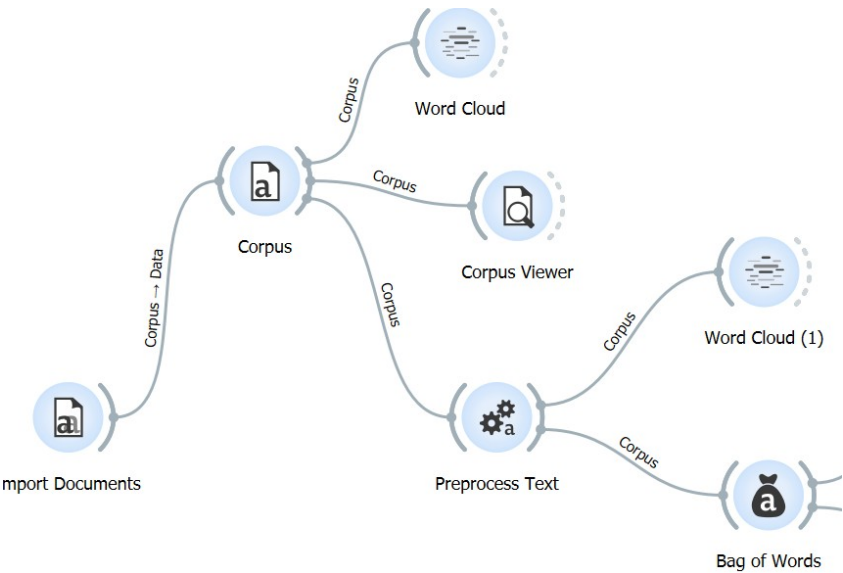 Corpus
Word Cloud
Corpus
a
Corpus
Corpus Viewer
Corpus → Data
Corpus
Corpus
Word Cloud (1)
a
mport Documents
a
Preprocess Text
Corpus
a
Bag of Words